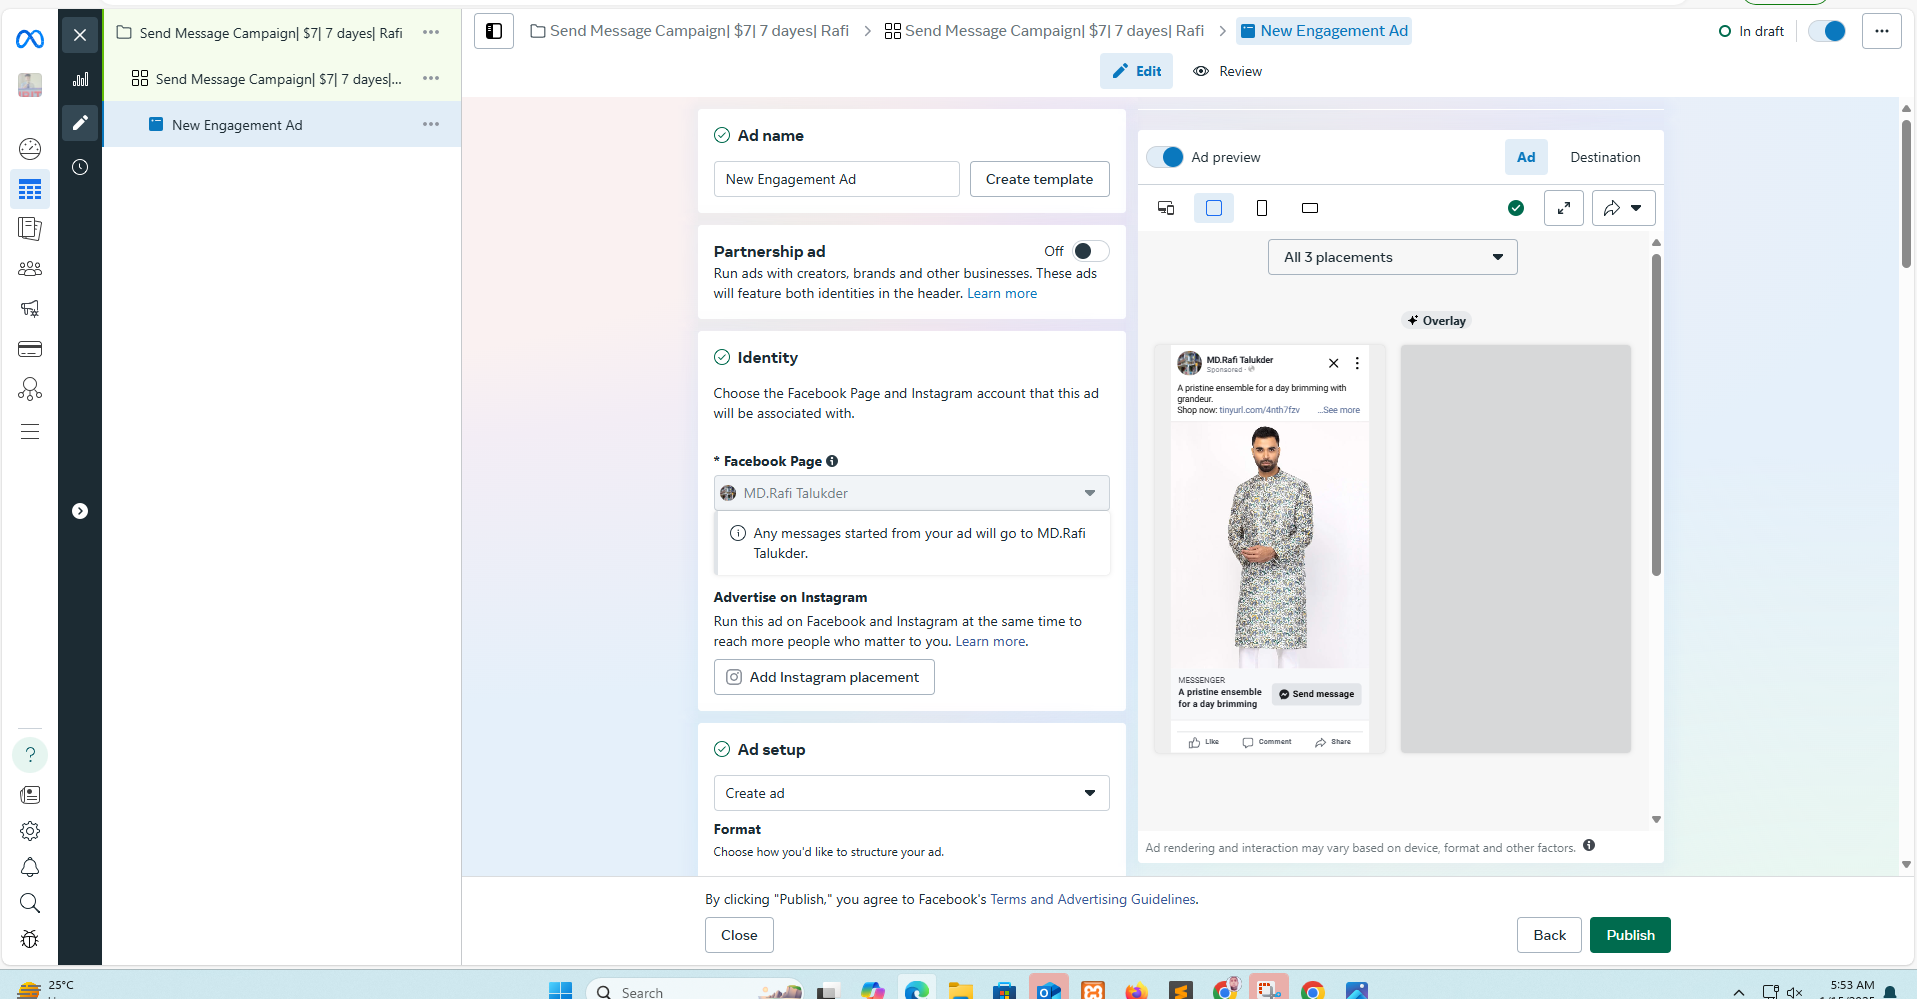 Send Message Campaign| $7| 7 dayes| Rafi
Send Message Campaign| $7| 7 dayes|...
New Engagement Ad
Send Message Campaign| $7| 7 dayes| Rafi
Send Message Campaign| $7| 7 dayes| Rafi
New Engagement Ad
In draft
Edit
Review
Ad name
New Engagement Ad
Create template
Partnership ad
Off
Run ads with creators, brands and other businesses. These ads
will feature both identities in the header. Learn more
Identity
Choose the Facebook Page and Instagram account that this ad
will be associated with.
* Facebook Page
MD.Rafi Talukder
Any messages started from your ad will go to MD.Rafi
Talukder.
Advertise on Instagram
Run this ad on Facebook and Instagram at the same time to
reach more people who matter to you. Learn more.
Add Instagram placement
Ad setup
Create ad
Format
Choose how you'd like to structure your ad.
Ad preview
Ad
Destination
All 3 placements
Overlay
MD.Rafi Talukder
Sponsored ·
A pristine ensemble for a day brimming with
grandeur.
Shop now: tinyurl.com/4nth7fzv ...See more
MESSENGER
A pristine ensemble
for a day brimming
Send message
Like
Comment
Share
Ad rendering and interaction may vary based on device, format and other factors.
By clicking "Publish," you agree to Facebook's Terms and Advertising Guidelines.
Close
Back
Publish
25°C
Search
5:53 AM